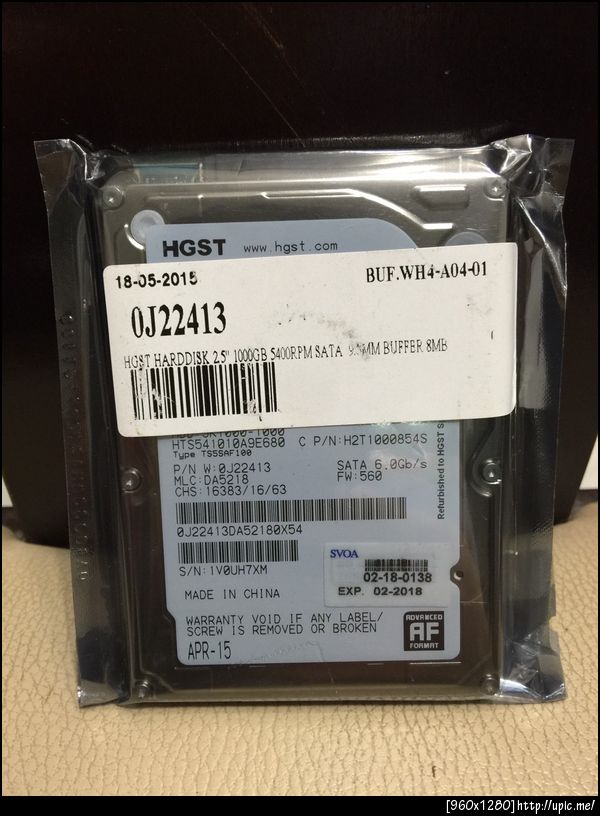 HGST www.hgst.com
18-05-2015 BUF.WH4-A04-01
0J22413
HGST HARDDISK 2.5" 1000GB 5400RPM SATA 9.5MM BUFFER 8MB
HTS541010A9E680 C P/N:H2T1000854S
Type TS5SAF100
P/N W:0J22413 SATA 6.0Gb/s
MLC:DA5218 FW:560
CHS:16383/16/63
Refurbished to HGST
0J22413DA52180X54
S/N:1V0UH7XM
SVOA
02-18-0138
EXP. 02-2018
MADE IN CHINA
WARRANTY VOID IF ANY LABEL/
SCREW IS REMOVED OR BROKEN
APR-15
ADVANCED
AF
FORMAT
[960x1280]http://upic.me/